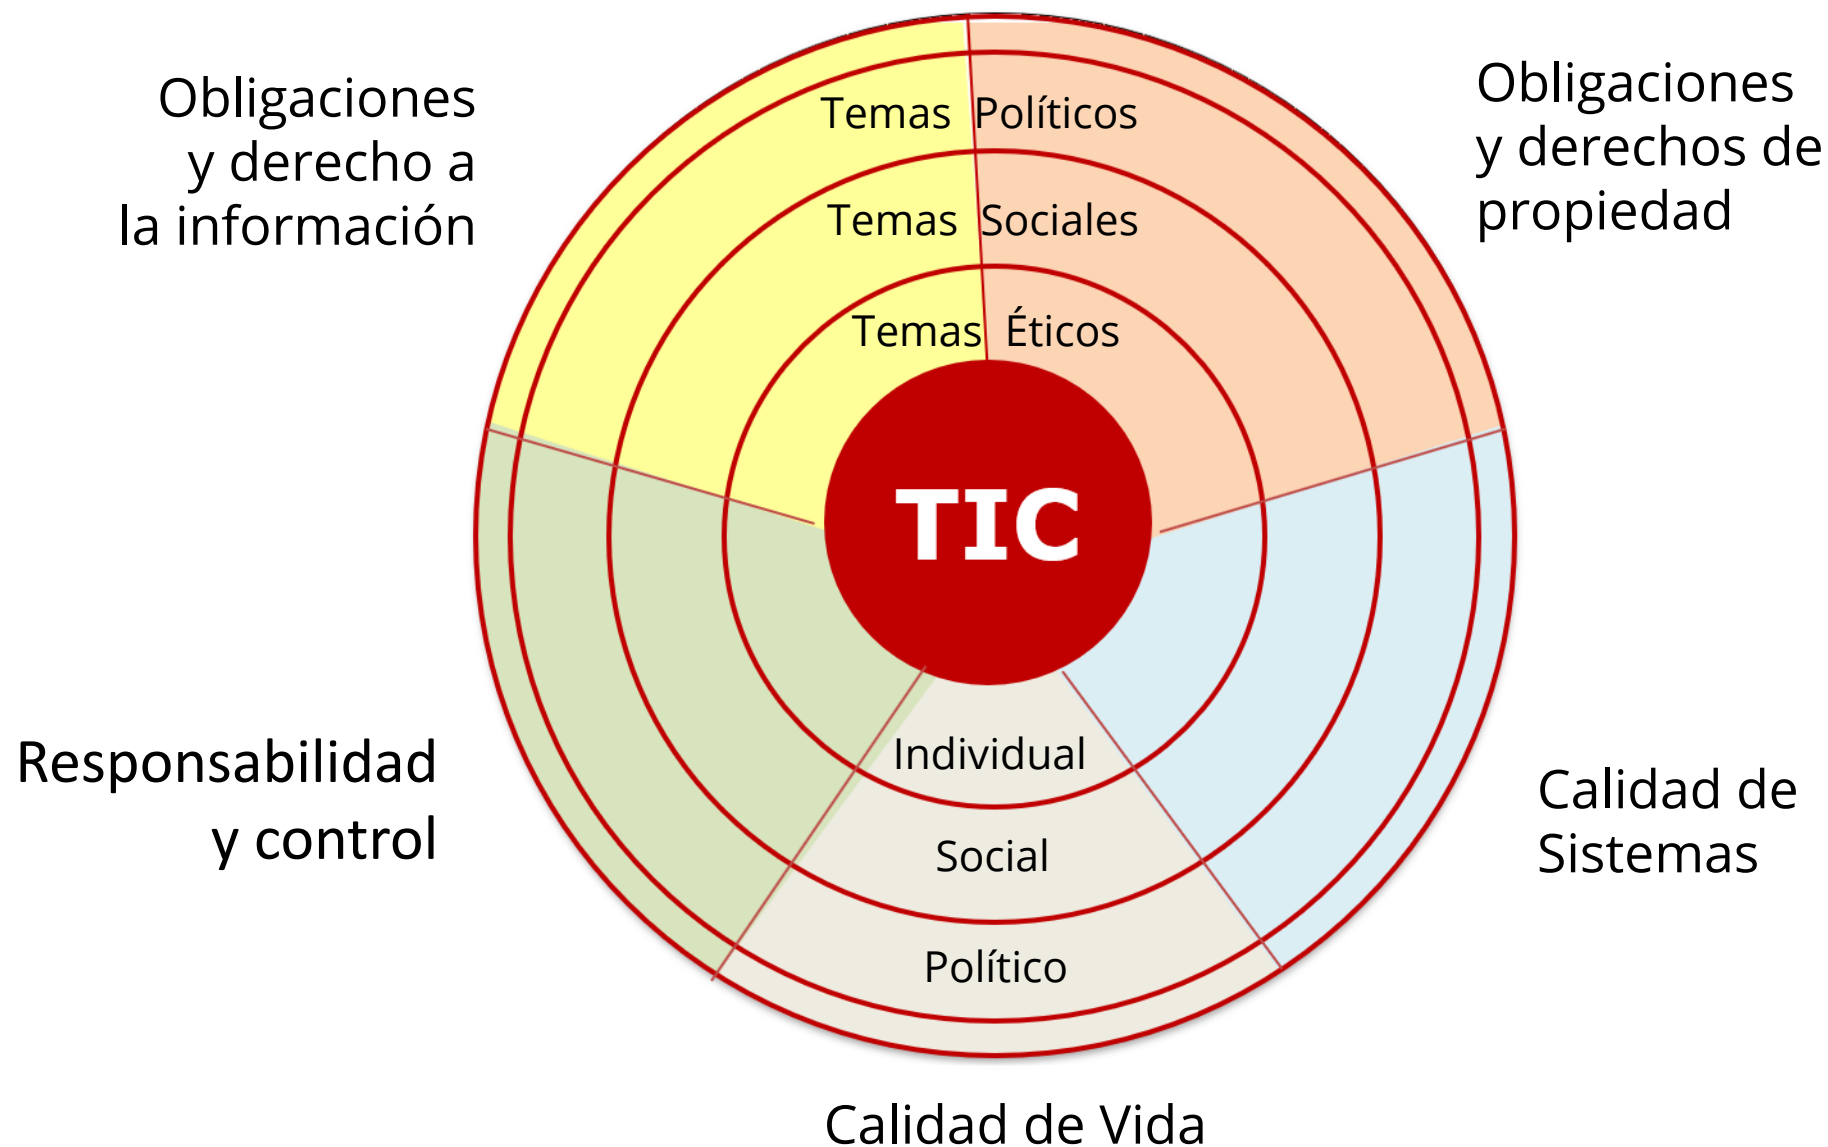 Obligaciones
y derecho a
la información
Obligaciones
y derechos de
propiedad
Temas Políticos
Temas Sociales
Temas Éticos
TIC
Individual
Social
Político
Responsabilidad
y control
Calidad de
Sistemas
Calidad de Vida